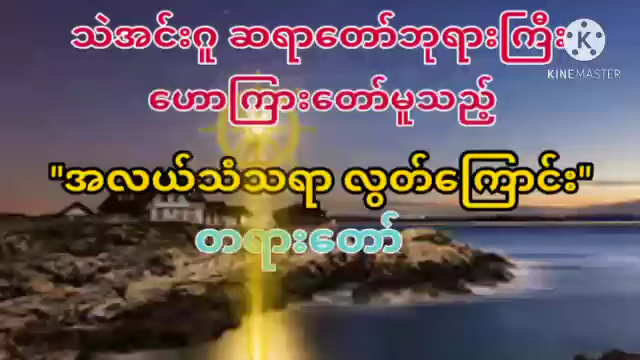 သဲအင်းဂူ ဆရာတော်ဘုရားကြီး
ဟောကြားတော်မူသည့်
"အလယ်သံသရာ လွတ်ကြောင်း"
တရားတော်
K
KINEMASTER